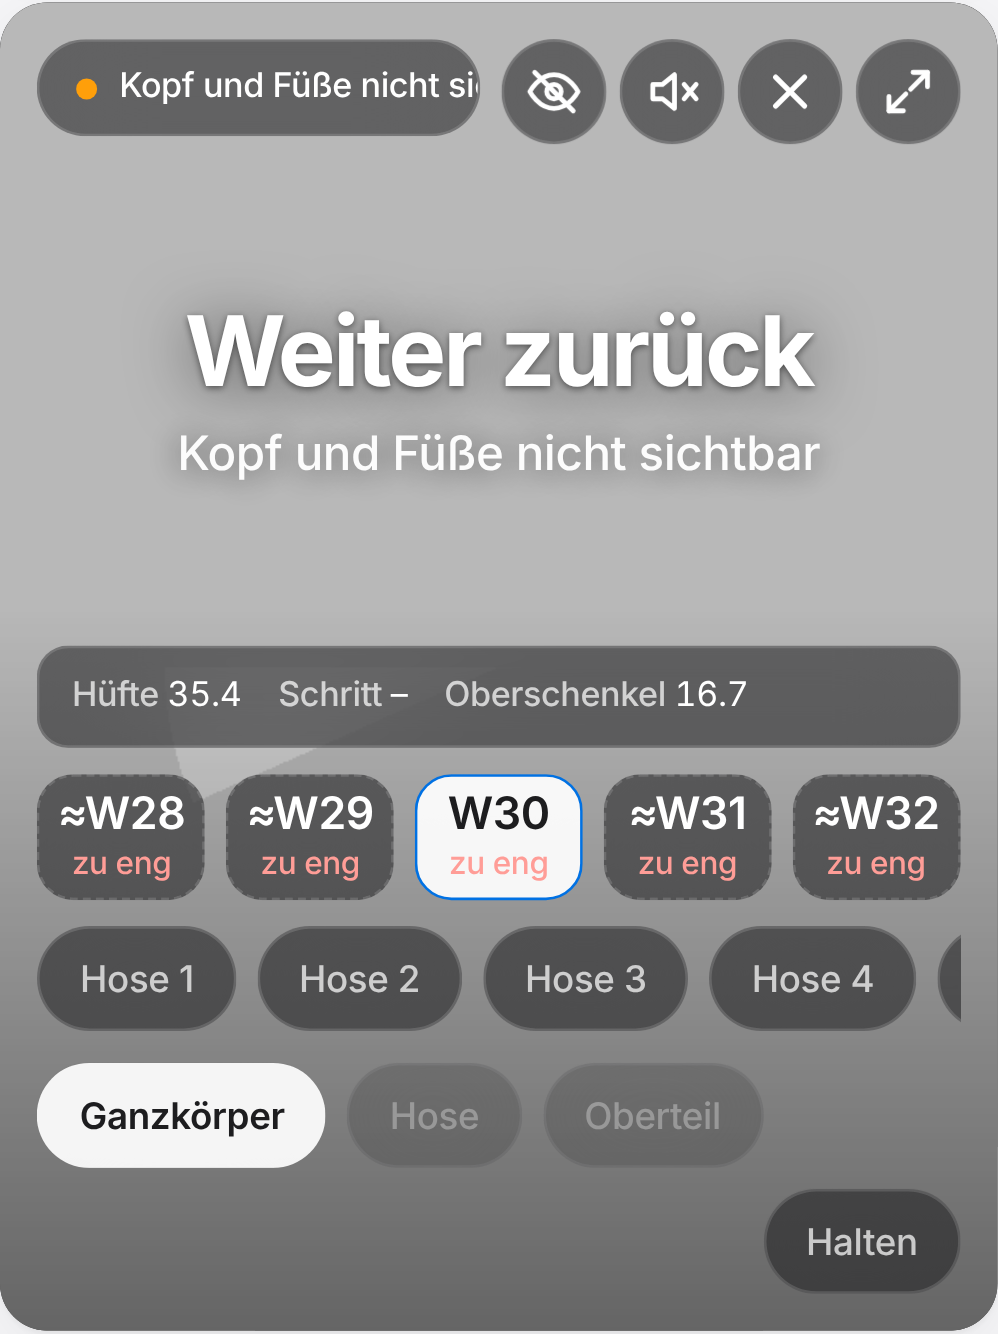 Kopf und Füße nicht si
Weiter zurück
Kopf und Füße nicht sichtbar
Hüfte 35.4 Schritt – Oberschenkel 16.7
≈W28 ≈W29 W30 ≈W31 ≈W32
zu eng zu eng zu eng zu eng zu eng
Hose 1 Hose 2 Hose 3 Hose 4
Ganzkörper Hose Oberteil
Halten